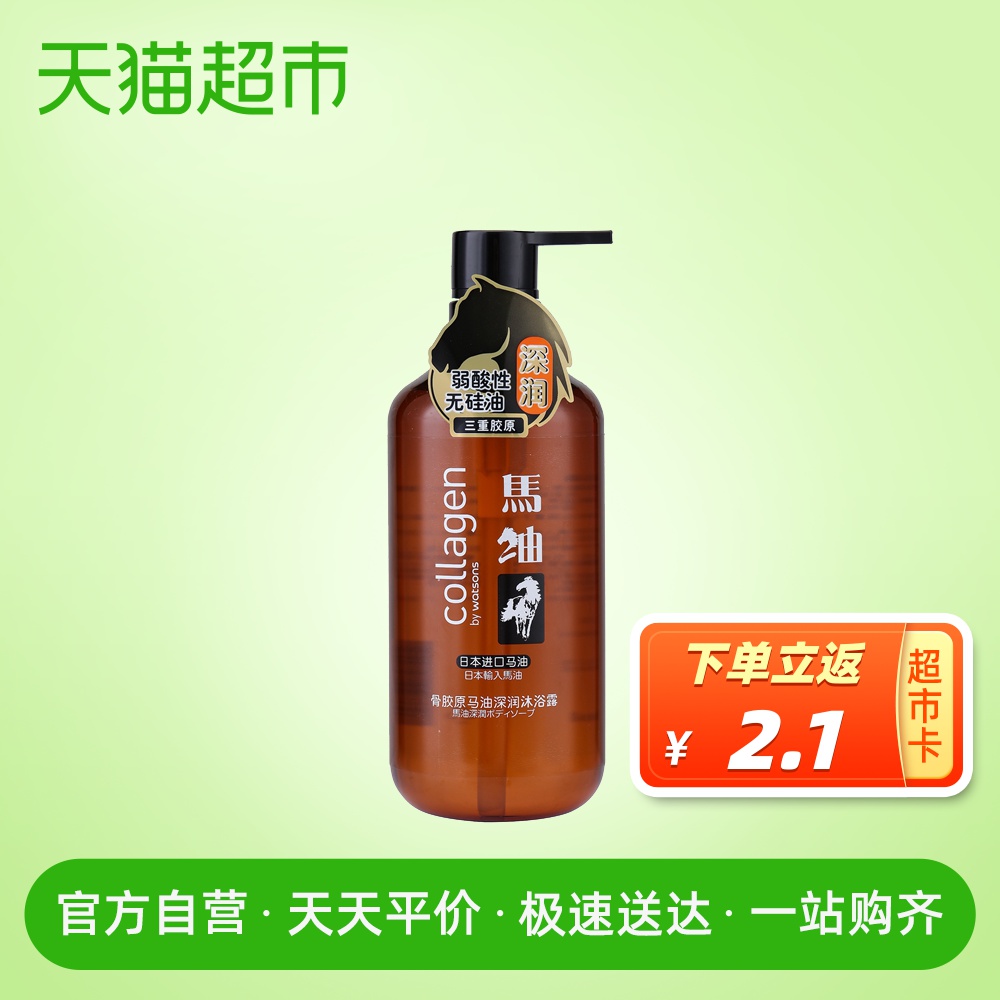 天猫超市
深润
弱酸性
无硅油
三重胶原
collagen
by watsons
馬油
日本进口马油
日本輸入馬油
骨胶原马油深润沐浴露
馬油深潤ボディソープ
下单立返
¥ 2.1
超市卡
官方自营·天天平价·极速送达·一站购齐